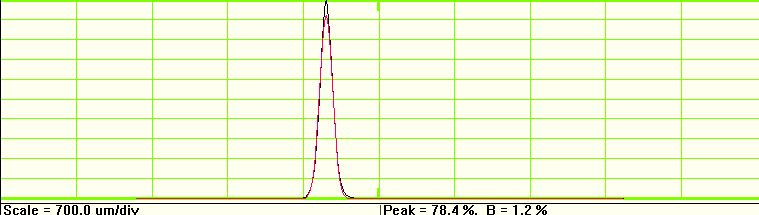 Scale = 700.0 um/div
Peak = 78.4 %, B = 1.2 %